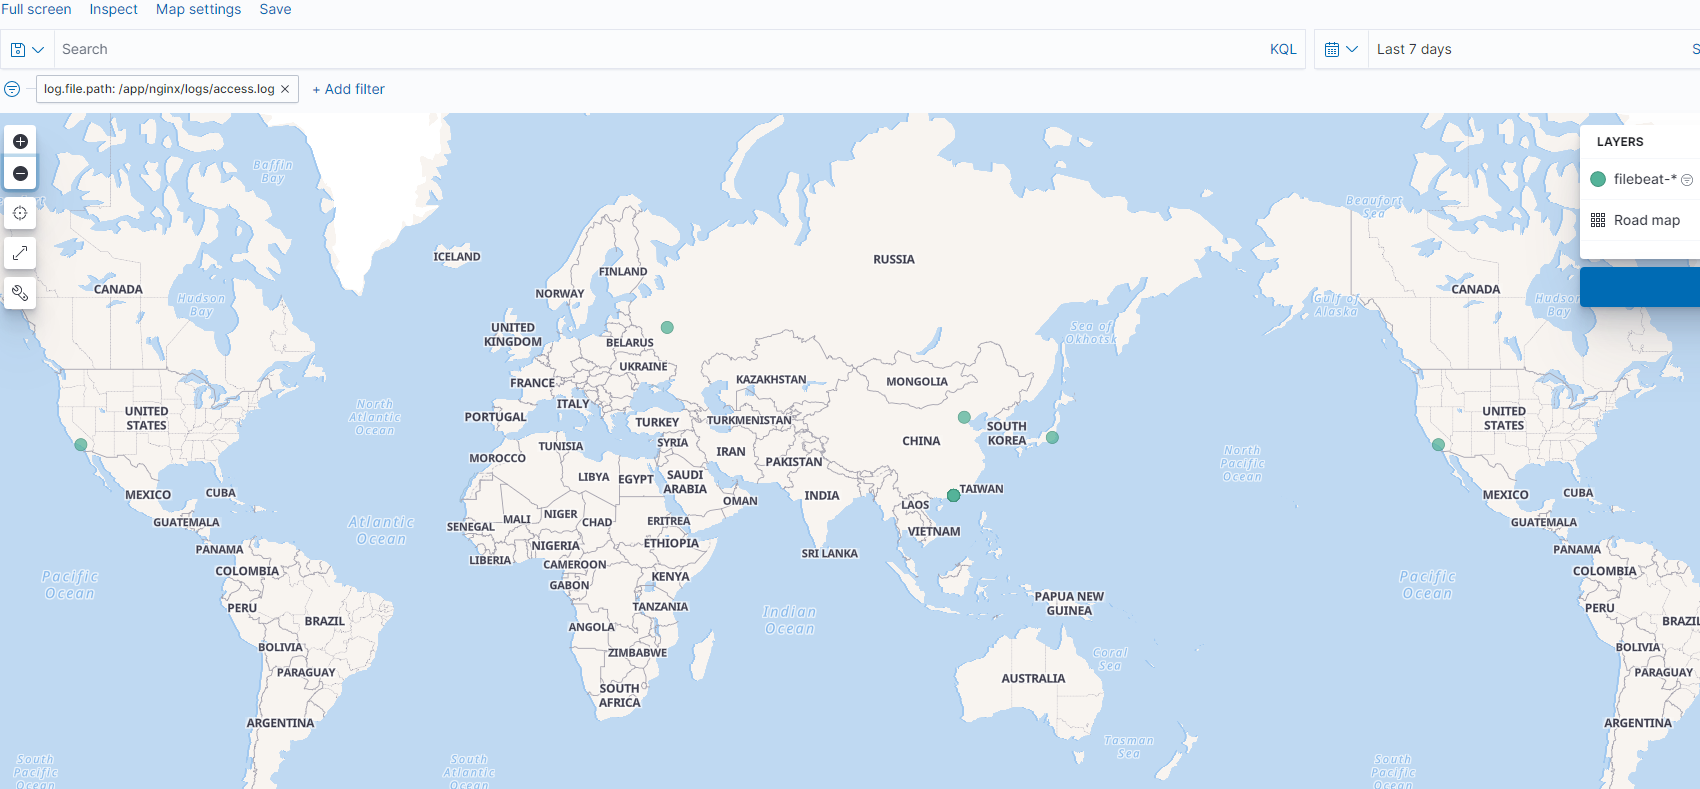 Full screen Inspect Map settings Save
Search KQL Last 7 days S
log.file.path: /app/nginx/logs/access.log × + Add filter
LAYERS
filebeat-*
Road map
Baffin
Bay
Beaufort
Sea
ICELAND
RUSSIA
FINLAND
NORWAY
CANADA
Hudson
Bay
UNITED
KINGDOM
BELARUS
UKRAINE
Sea of
Okhotsk
Gulf of
Alaska
CANADA
Hudson
Bay
FRANCE
KAZAKHSTAN
MONGOLIA
UNITED
STATES
North
Atlantic
Ocean
PORTUGAL
ITALY
TURKEY
TURKMENISTAN
SOUTH
KOREA
UNITED
STATES
TUNISIA
SYRIA
IRAN
CHINA
MOROCCO
PAKISTAN
North
Pacific
Ocean
LIBYA
EGYPT
SAUDI
ARABIA
MEXICO
CUBA
OMAN
INDIA
TAIWAN
LAOS
MEXICO
CUBA
GUATEMALA
Atlantic
Ocean
SENEGAL
MALI
NIGER
CHAD
ERITREA
VIETNAM
GUATEMALA
PANAMA
LIBERIA
NIGERIA
ETHIOPIA
SRI LANKA
PANAMA
COLOMBIA
CAMEROON
GABON
KENYA
COLOMBIA
Pacific
Ocean
PERU
BRAZIL
TANZANIA
Indian
Ocean
PAPUA NEW
GUINEA
Pacific
Ocean
PERU
BRAZIL
ANGOLA
BOLIVIA
ZIMBABWE
Coral
Sea
BOLIVIA
PARAGUAY
SOUTH
AFRICA
AUSTRALIA
PARAGUAY
ARGENTINA
Tasman
Sea
ARGENTINA
South
Pacific
Ocean
South
Atlantic
Ocean
South
Pacific
Ocean